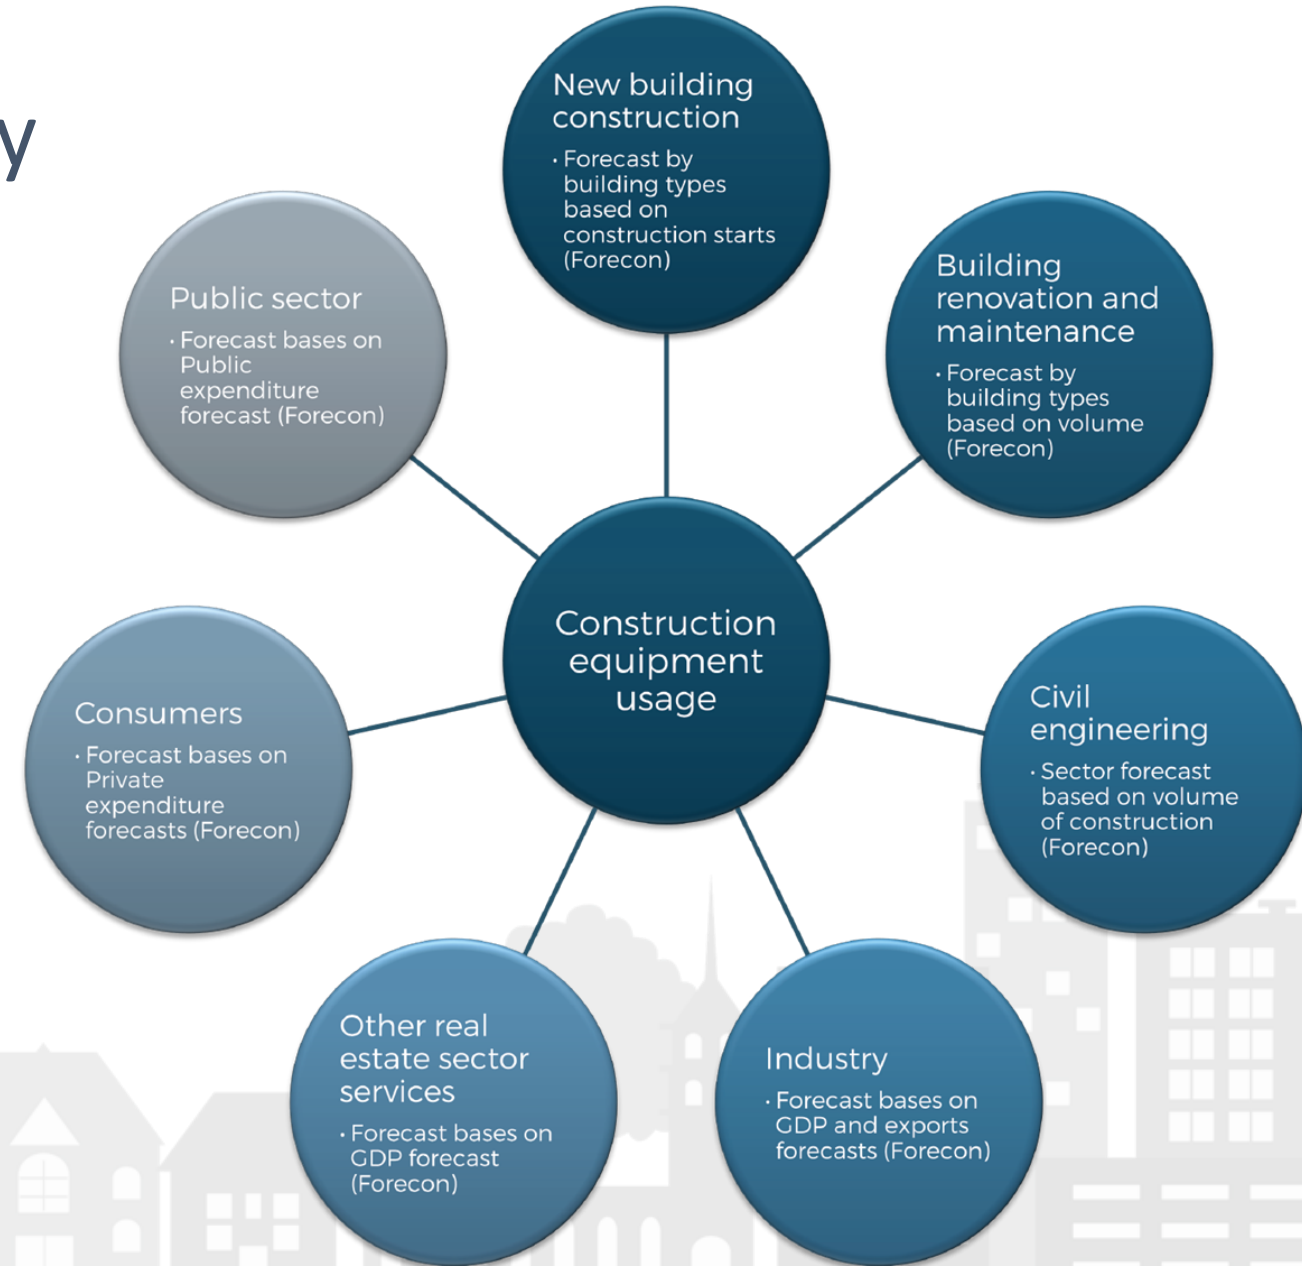 y
New building
construction
· Forecast by
building types
based on
construction starts
(Forecon)
Building
renovation and
maintenance
· Forecast by
building types
based on volume
(Forecon)
Civil
engineering
· Sector forecast
based on volume
of construction
(Forecon)
Industry
· Forecast bases on
GDP and exports
forecasts (Forecon)
Other real
estate sector
services
· Forecast bases on
GDP forecast
(Forecon)
Consumers
· Forecast bases on
Private
expenditure
forecasts (Forecon)
Public sector
· Forecast bases on
Public
expenditure
forecast (Forecon)
Construction
equipment
usage